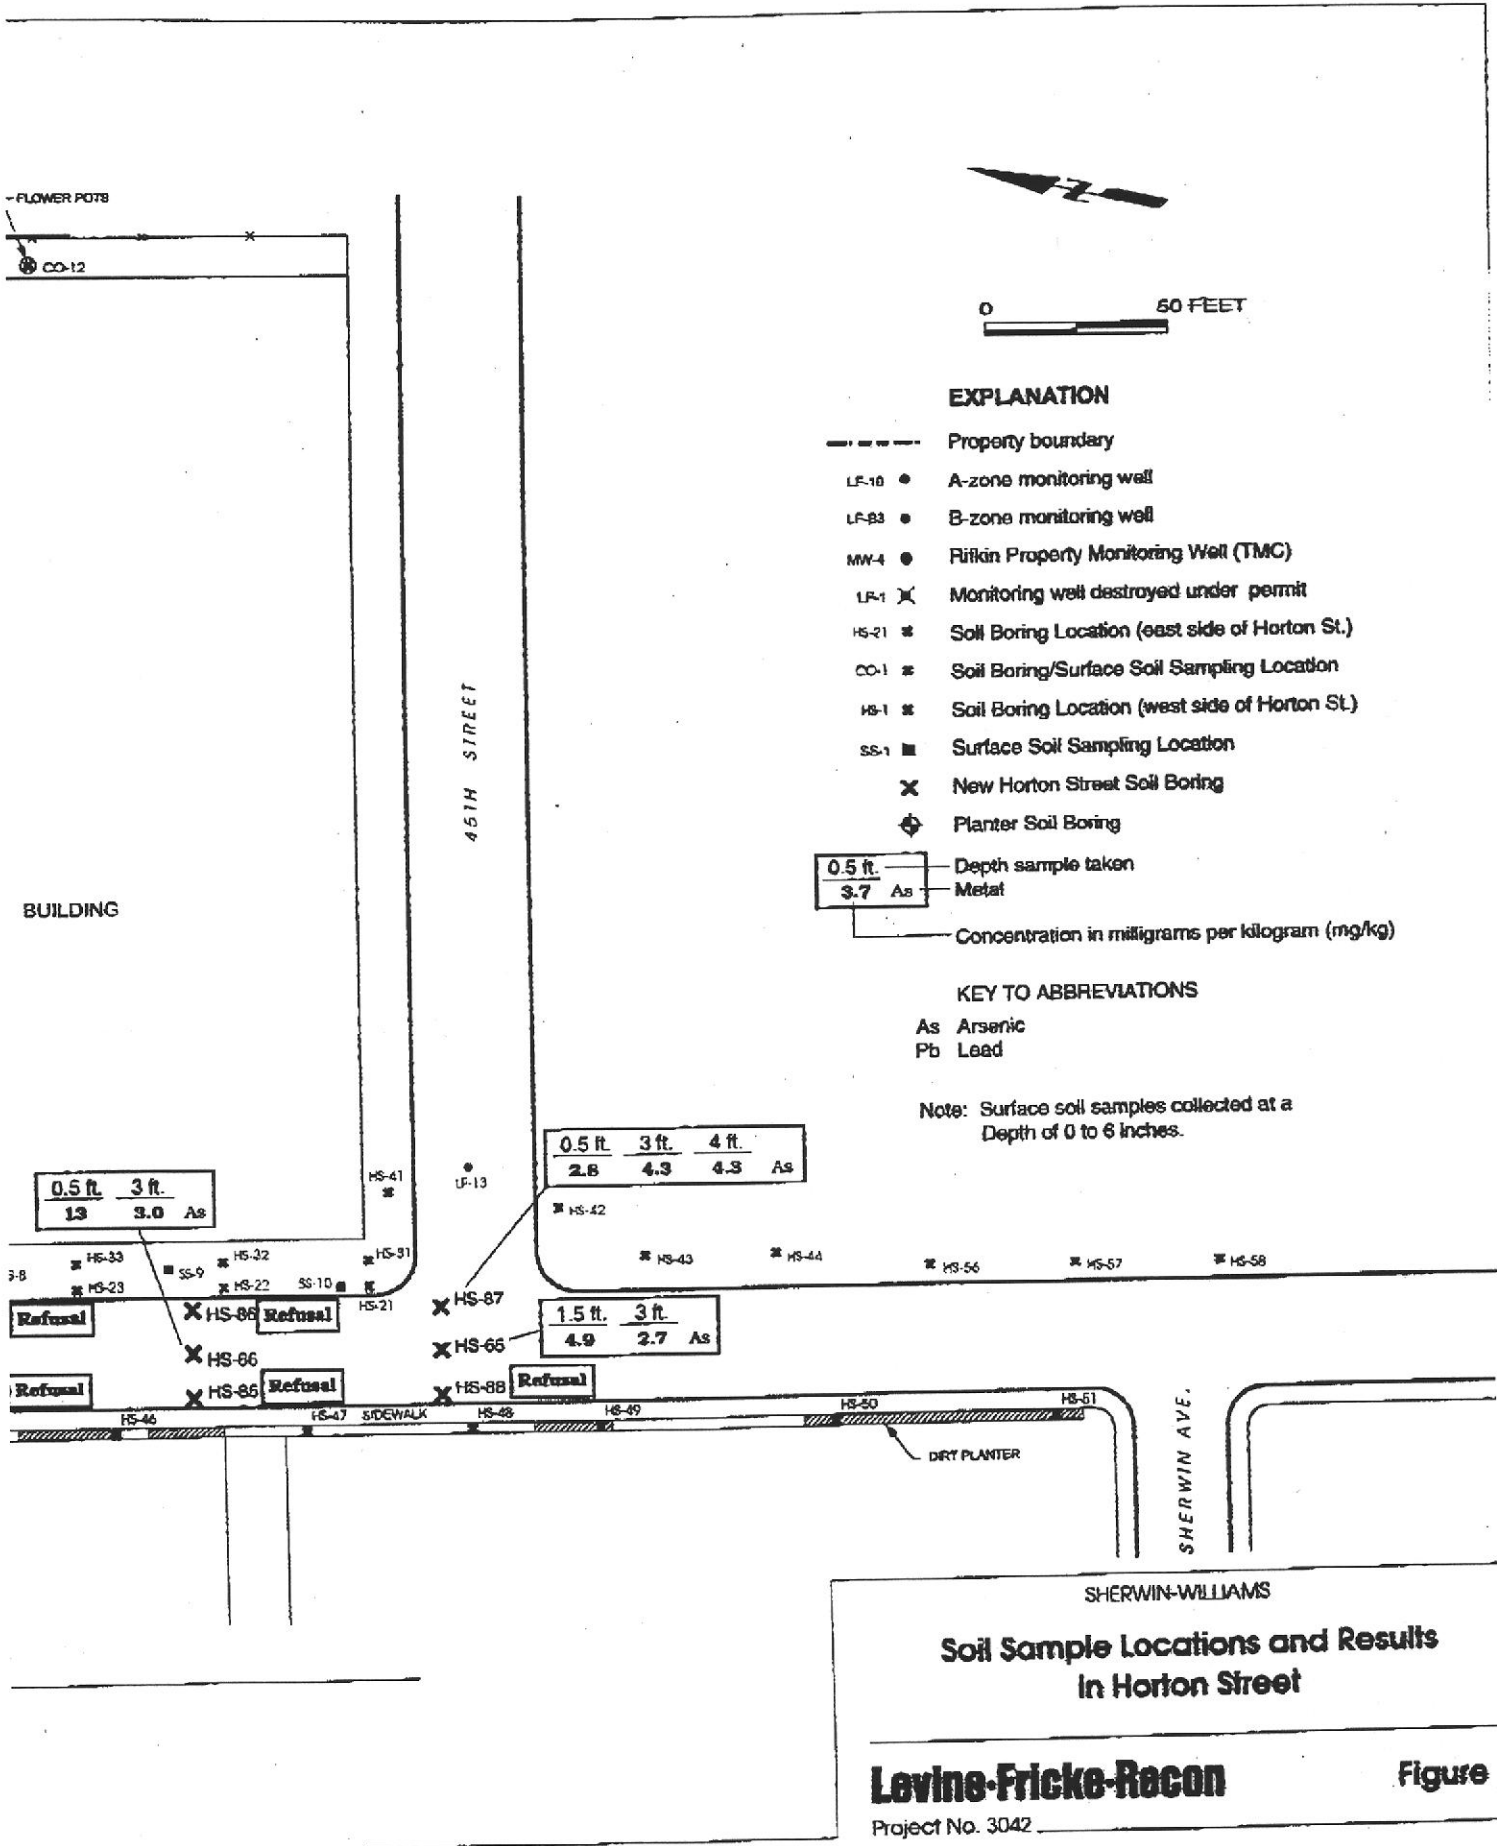 FLOWER POTS
CO-12
0 60 FEET
EXPLANATION
Property boundary
LF-10 A-zone monitoring well
LF-B3 B-zone monitoring well
MW-4 Rifkin Property Monitoring Well (TMC)
LF-1 Monitoring well destroyed under permit
HS-21 Soil Boring Location (east side of Horton St.)
CO-1 Soil Boring/Surface Soil Sampling Location
HS-1 Soil Boring Location (west side of Horton St.)
SS-1 Surface Soil Sampling Location
New Horton Street Soil Boring
Planter Soil Boring
0.5 ft. Depth sample taken
3.7 As Metal
Concentration in milligrams per kilogram (mg/kg)
KEY TO ABBREVIATIONS
As Arsenic
Pb Lead
Note: Surface soil samples collected at a
Depth of 0 to 6 inches.
45TH STREET
BUILDING
0.5 ft. 3 ft. 4 ft.
2.8 4.3 4.3 As
0.5 ft. 3 ft.
13 3.0 As
HS-41
LF-13
HS-42
HS-33
HS-32
HS-31
HS-43
HS-44
HS-56
HS-57
HS-58
S-8
SS-9
HS-23
HS-22
SS-10
HS-21
Refusal
HS-86
Refusal
HS-87
1.5 ft. 3 ft.
4.9 2.7 As
HS-66
HS-65
Refusal
HS-85
Refusal
HS-88
Refusal
HS-46
HS-47
SIDEWALK
HS-48
HS-49
HS-50
HS-51
DIRT PLANTER
SHERWIN AVE.
SHERWIN-WILLIAMS
Soil Sample Locations and Results
in Horton Street
Levine·Fricke·Recon
Figure
Project No. 3042